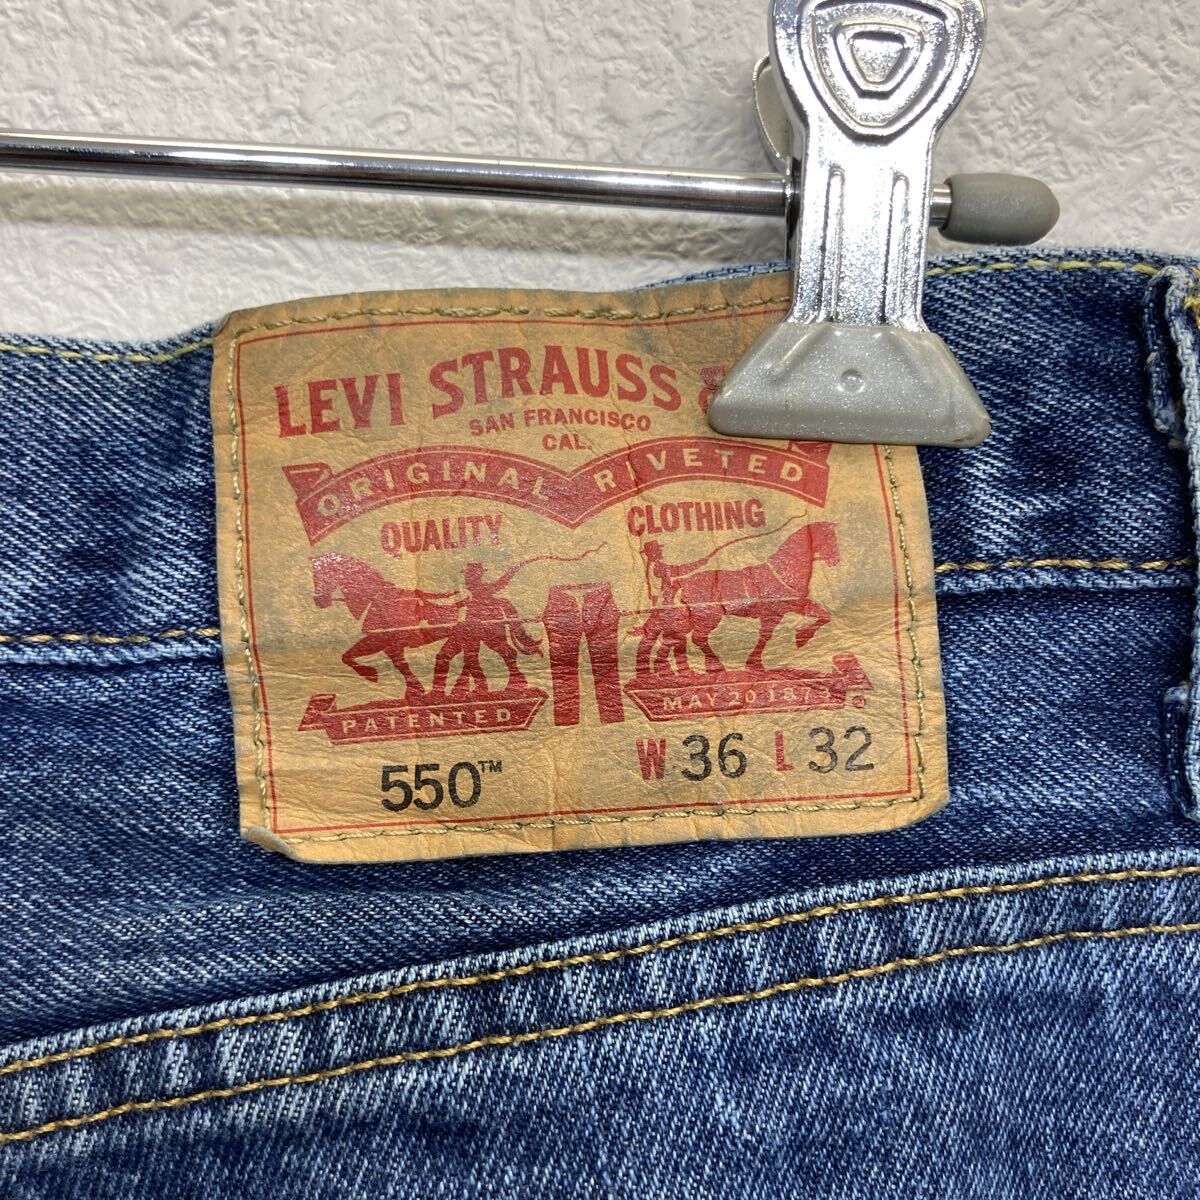 LEVI STRAUSS &
SAN FRANCISCO
CAL.
ORIGINAL RIVETED
QUALITY CLOTHING
PATENTED MAY 20 1873 ®
550™ W 36 L 32